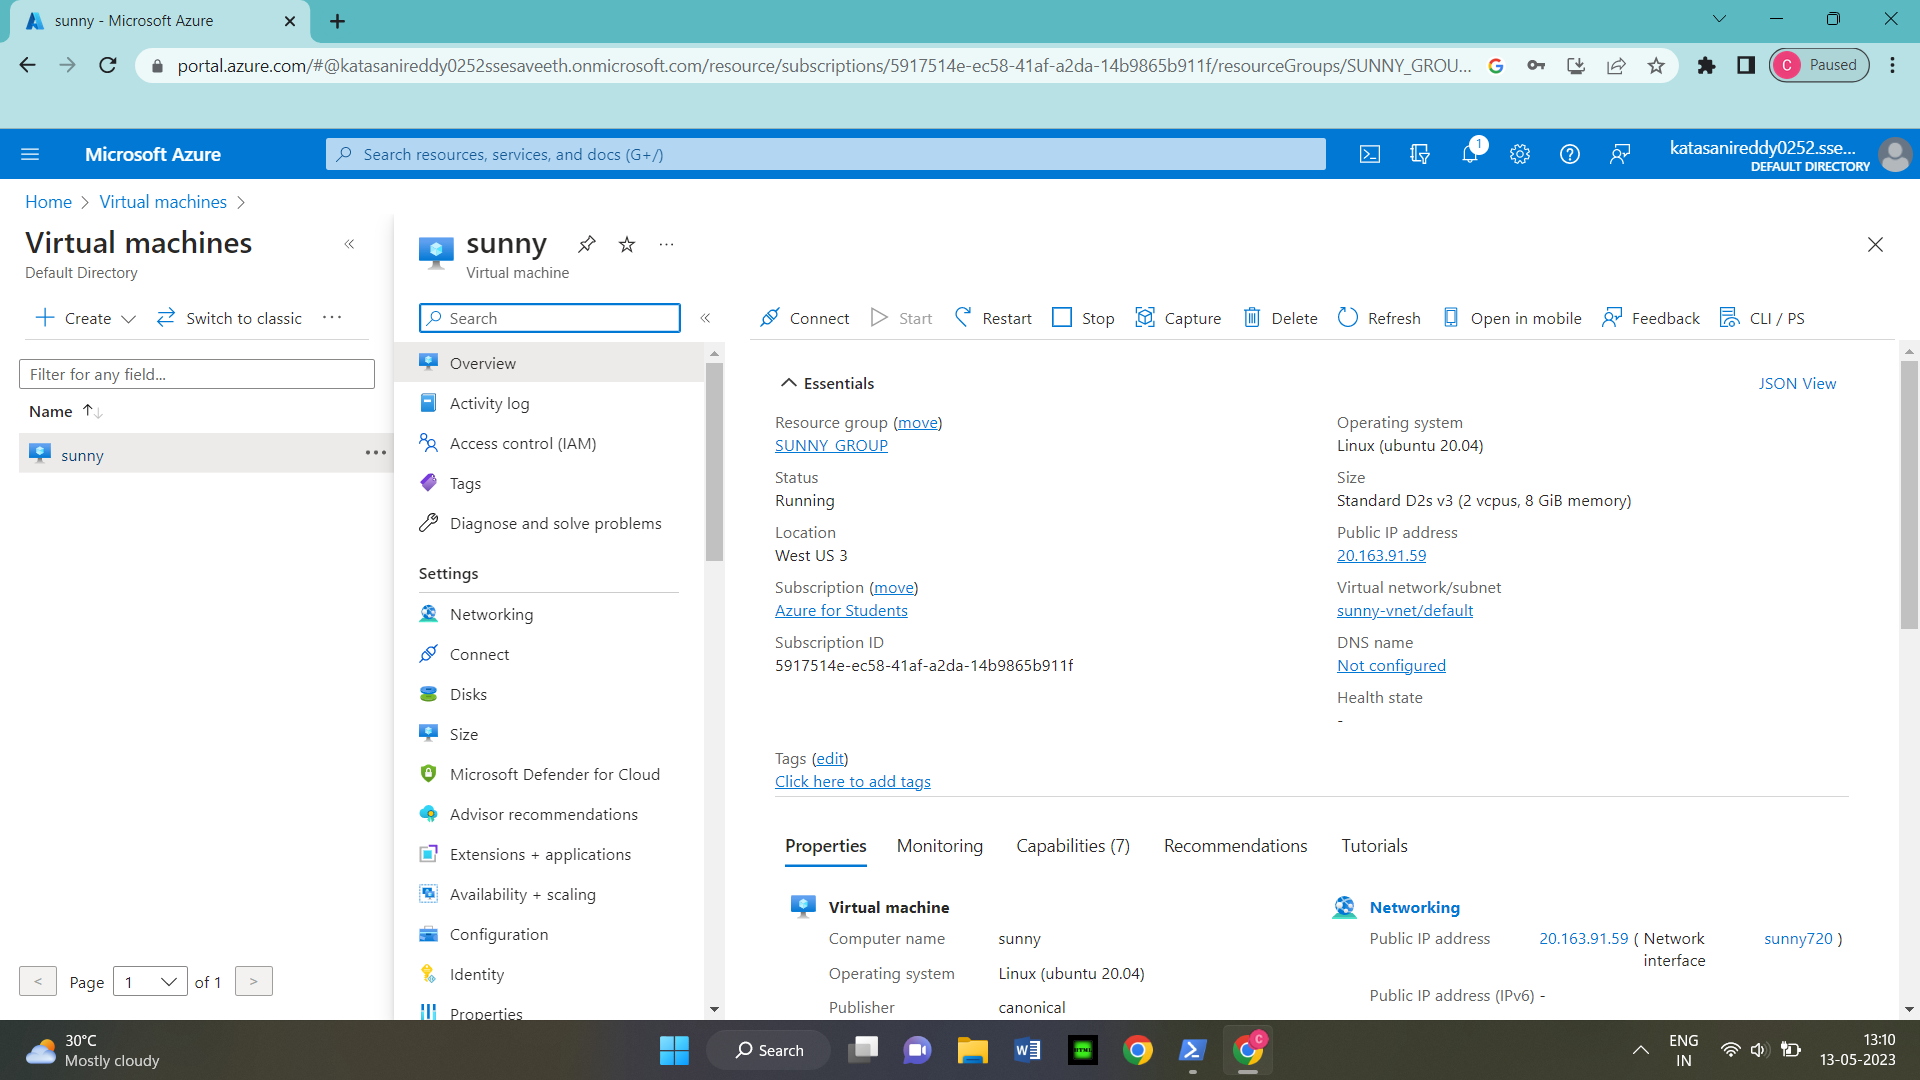 sunny - Microsoft Azure
portal.azure.com/#@katasanireddy0252ssesaveeth.onmicrosoft.com/resource/subscriptions/5917514e-ec58-41af-a2da-14b9865b911f/resourceGroups/SUNNY_GROU...
C Paused
Microsoft Azure
Search resources, services, and docs (G+/)
1
katasanireddy0252.sse...
DEFAULT DIRECTORY
Home > Virtual machines >
Virtual machines
Default Directory
Create
Switch to classic
Filter for any field...
Name
sunny
< Page 1 of 1 >
sunny
Virtual machine
Search
Overview
Activity log
Access control (IAM)
Tags
Diagnose and solve problems
Settings
Networking
Connect
Disks
Size
Microsoft Defender for Cloud
Advisor recommendations
Extensions + applications
Availability + scaling
Configuration
Identity
Properties
Connect Start Restart Stop Capture Delete Refresh Open in mobile Feedback CLI / PS
Essentials
JSON View
Resource group (move)
SUNNY_GROUP
Status
Running
Location
West US 3
Subscription (move)
Azure for Students
Subscription ID
5917514e-ec58-41af-a2da-14b9865b911f
Operating system
Linux (ubuntu 20.04)
Size
Standard D2s v3 (2 vcpus, 8 GiB memory)
Public IP address
20.163.91.59
Virtual network/subnet
sunny-vnet/default
DNS name
Not configured
Health state
-
Tags (edit)
Click here to add tags
Properties Monitoring Capabilities (7) Recommendations Tutorials
Virtual machine
Computer name sunny
Operating system Linux (ubuntu 20.04)
Publisher canonical
Networking
Public IP address 20.163.91.59 ( Network interface sunny720 )
Public IP address (IPv6) -
30°C
Mostly cloudy
Search
HTML
C
ENG
IN
13:10
13-05-2023